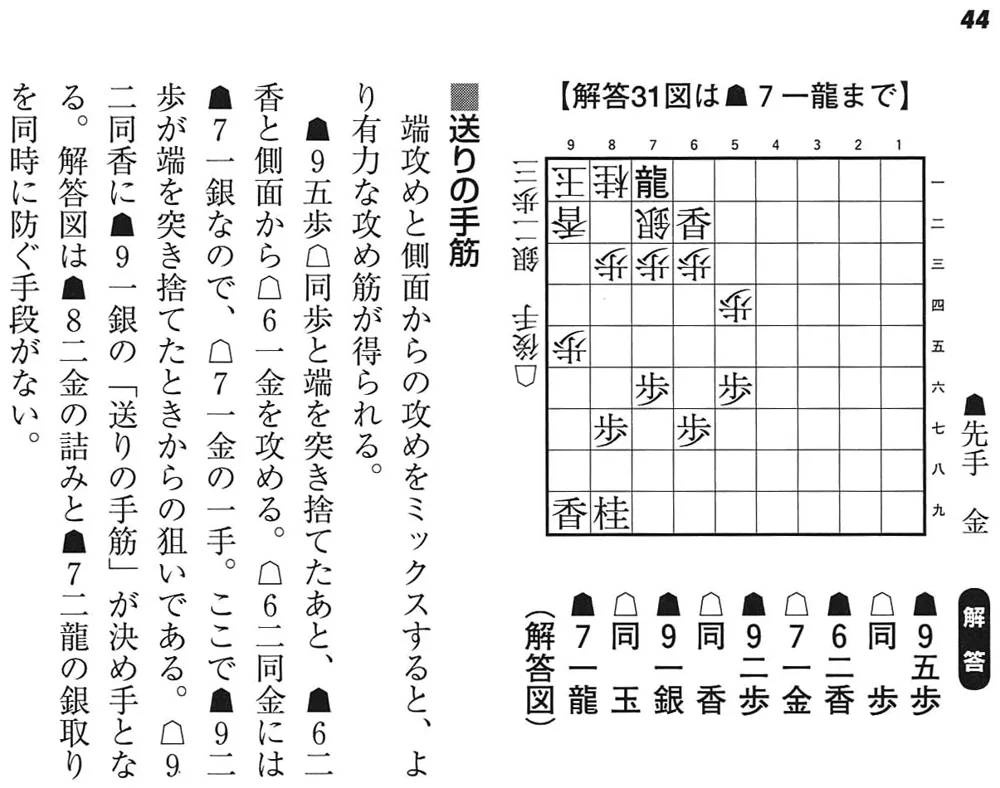 44
【解答31図は☗7一龍まで】
9 8 7 6 5 4 3 2 1
王 桂 龍 一
香 銀 香 二
歩 歩 歩 三
歩 四
歩 五
歩 歩 六
歩 歩 七
八
香 桂 九
☗先手 金
☖後手 銀二歩三
解答
☗9五歩
☖同 歩
☗6二香
☖7一金
☗9二歩
☖同 香
☗9一銀
☖同 玉
☗7一龍
(解答図)
■送りの手筋
端攻めと側面からの攻めをミックスすると、よ
り有力な攻め筋が得られる。
☗9五歩☖同歩と端を突き捨てたあと、☗6二
香と側面から☖6一金を攻める。☖6二同金には
☗7一銀なので、☖7一金の一手。ここで☗9二
歩が端を突き捨てたときからの狙いである。☖9
二同香に☗9一銀の「送りの手筋」が決め手とな
る。解答図は☗8二金の詰みと☗7二龍の銀取り
を同時に防ぐ手段がない。